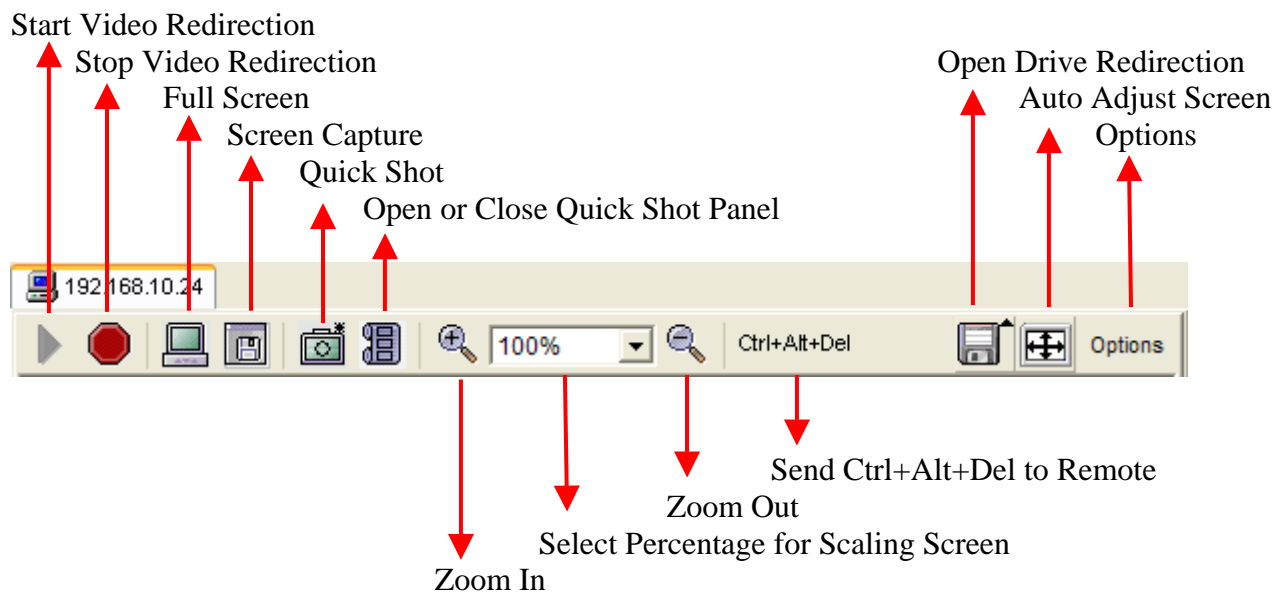 Start Video Redirection
Stop Video Redirection
Open Drive Redirection
Full Screen
Auto Adjust Screen
Screen Capture
Options
Quick Shot
Open or Close Quick Shot Panel
192.168.10.24
100%
Ctrl+Alt+Del
Options
Send Ctrl+Alt+Del to Remote
Zoom Out
Select Percentage for Scaling Screen
Zoom In